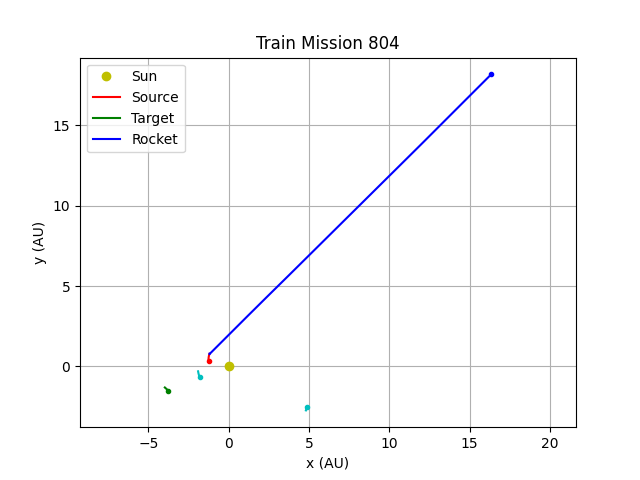 Train Mission 804
Sun
Source
Target
Rocket
15
10
5
0
y (AU)
−5
0
5
10
15
20
x (AU)